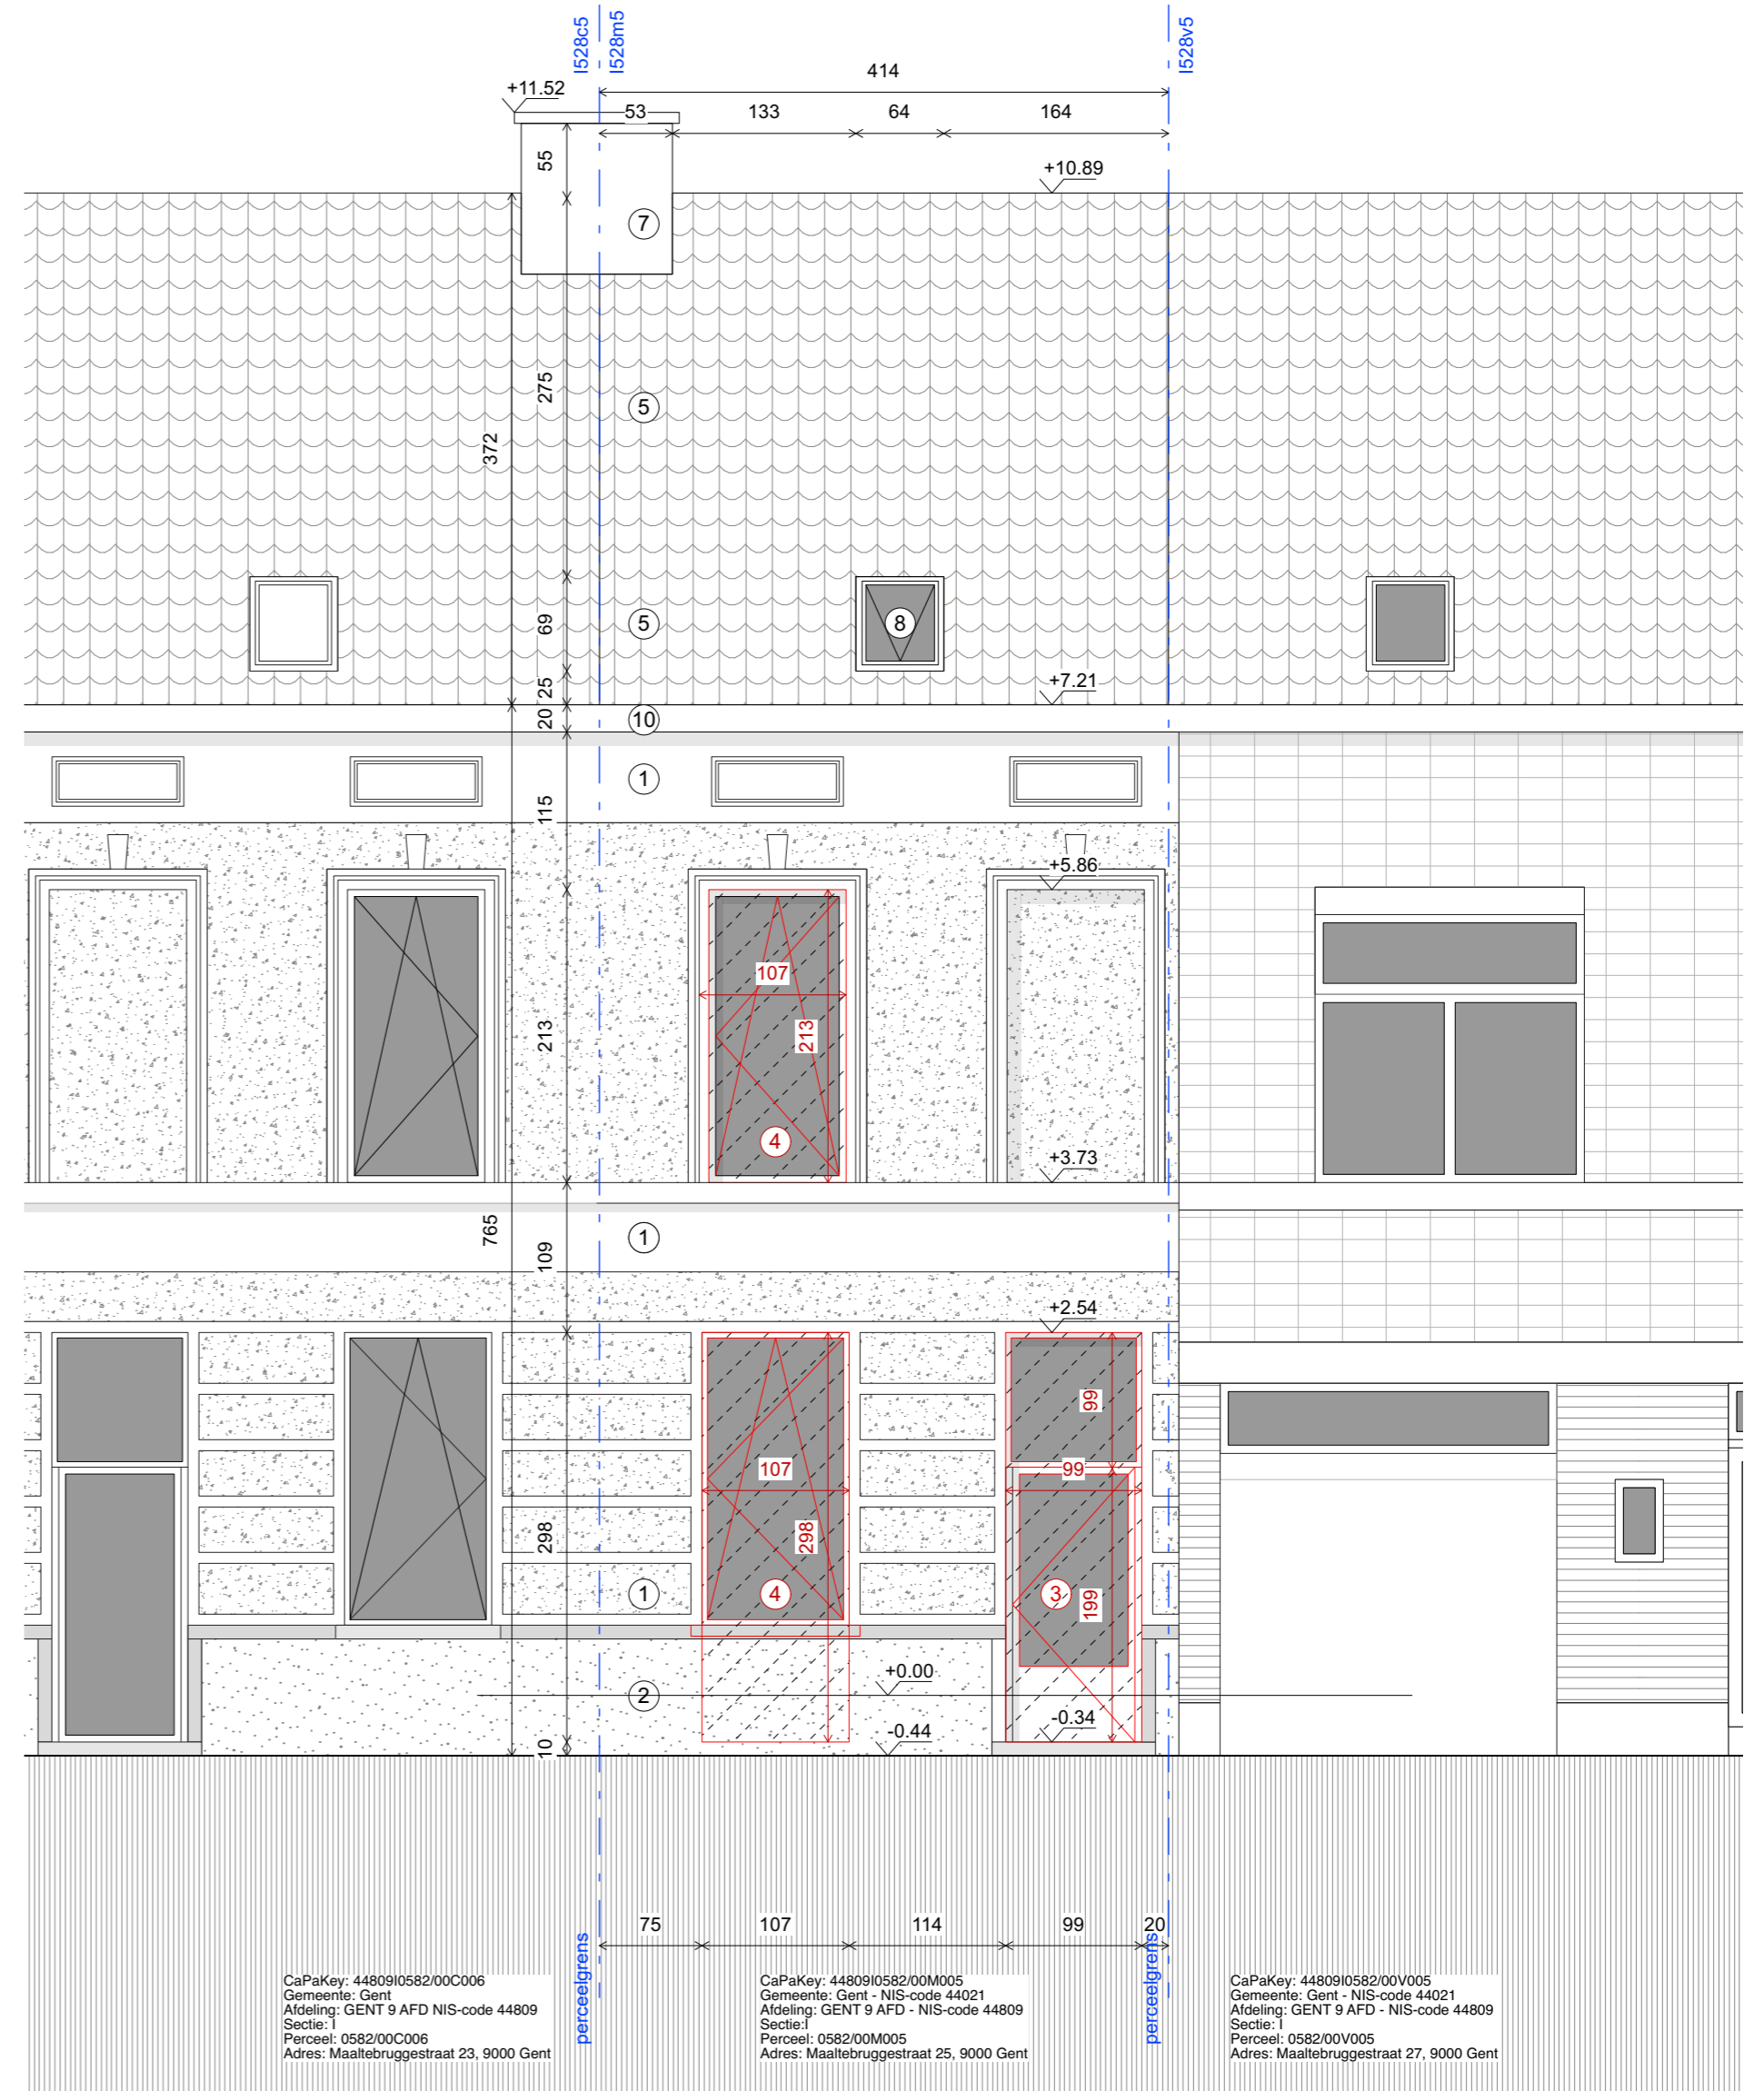 I528c5
I528m5
I528v5
414
+11.52
53
133
64
164
55
+10.89
7
275
5
372
69
5
8
25
+7.21
20
10
1
115
+5.86
107
213
213
4
+3.73
765
1
109
+2.54
99
107
99
298
298
1
4
3
199
+0.00
2
-0.34
-0.44
10
75
107
114
99
20
perceelgrens
perceelgrens
CaPaKey: 44809I0582/00C006
Gemeente: Gent
Afdeling: GENT 9 AFD NIS-code 44809
Sectie: I
Perceel: 0582/00C006
Adres: Maaltebruggestraat 23, 9000 Gent
CaPaKey: 44809I0582/00M005
Gemeente: Gent - NIS-code 44021
Afdeling: GENT 9 AFD - NIS-code 44809
Sectie:I
Perceel: 0582/00M005
Adres: Maaltebruggestraat 25, 9000 Gent
CaPaKey: 44809I0582/00V005
Gemeente: Gent - NIS-code 44021
Afdeling: GENT 9 AFD - NIS-code 44809
Sectie: I
Perceel: 0582/00V005
Adres: Maaltebruggestraat 27, 9000 Gent